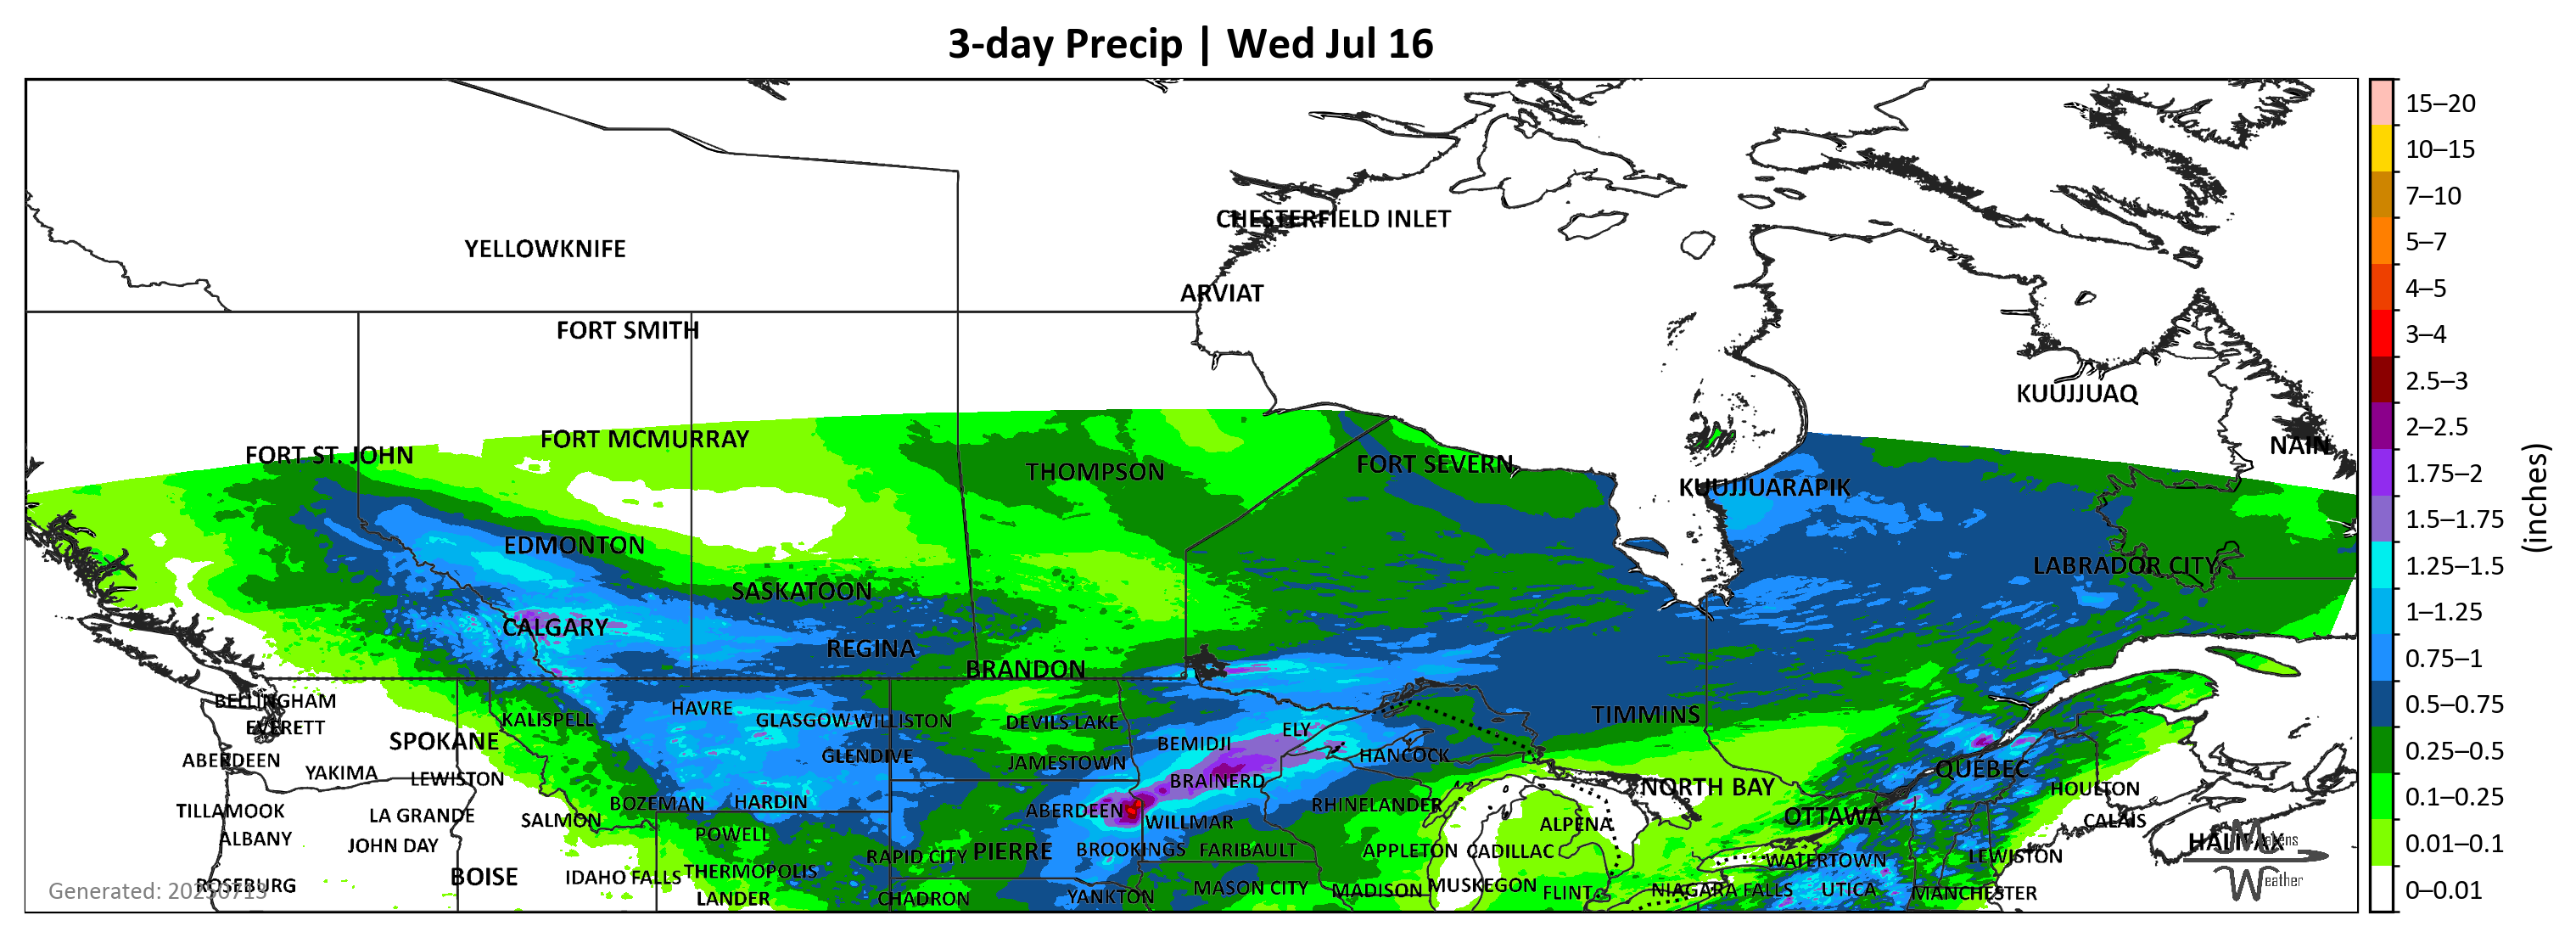 3-day Precip | Wed Jul 16
CHESTERFIELD INLET
YELLOWKNIFE
ARVIAT
FORT SMITH
KUUJJUAQ
FORT MCMURRAY
NAIN
FORT ST. JOHN
THOMPSON
FORT SEVERN
KUUJJUARAPIK
EDMONTON
LABRADOR CITY
SASKATOON
CALGARY
REGINA
BRANDON
BELLINGHAM
HAVRE
KALISPELL
GLASGOW
WILLISTON
DEVILS LAKE
TIMMINS
EVERETT
ELY
SPOKANE
BEMIDJI
GLENDIVE
HANCOCK
ABERDEEN
JAMESTOWN
QUEBEC
YAKIMA
LEWISTON
BRAINERD
NORTH BAY
HOULTON
BOZEMAN
HARDIN
RHINELANDER
TILLAMOOK
LA GRANDE
SALMON
ABERDEEN
WILLMAR
ALPENA
OTTAWA
CALAIS
ALBANY
JOHN DAY
POWELL
HALIFAX
RAPID CITY
PIERRE
BROOKINGS
FARIBAULT
APPLETON
CADILLAC
WATERTOWN
LEWISTON
BOISE
IDAHO FALLS
THERMOPOLIS
ROSEBURG
MASON CITY
MADISON
MUSKEGON
FLINT
NIAGARA FALLS
UTICA
MANCHESTER
LANDER
CHADRON
YANKTON
Generated: 20250713
Weather
15–20
10–15
7–10
5–7
4–5
3–4
2.5–3
2–2.5
1.75–2
1.5–1.75
1.25–1.5
1–1.25
0.75–1
0.5–0.75
0.25–0.5
0.1–0.25
0.01–0.1
0–0.01
(inches)